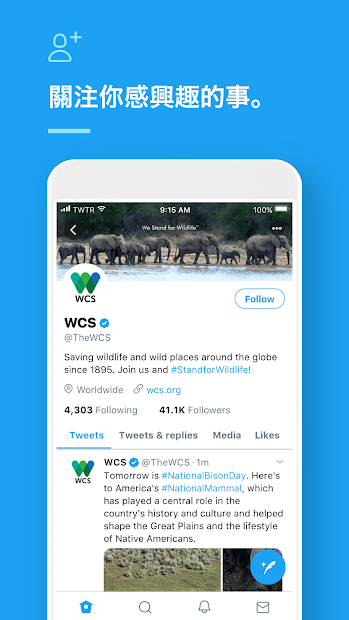 關注你感興趣的事。
TWTR 9:15 AM 100%
We Stand for Wildlife™
WCS
Follow
WCS
@TheWCS
Saving wildlife and wild places around the globe
since 1895. Join us and #StandforWildlife!
Worldwide wcs.org
4,303 Following 41.1K Followers
Tweets Tweets & replies Media Likes
WCS @TheWCS · 1m
WCS
Tomorrow is #NationalBisonDay. Here's
to America's #NationalMammal, which
has played a central role in the
country's history and culture and helped
shape the Great Plains and the lifestyle
of Native Americans.